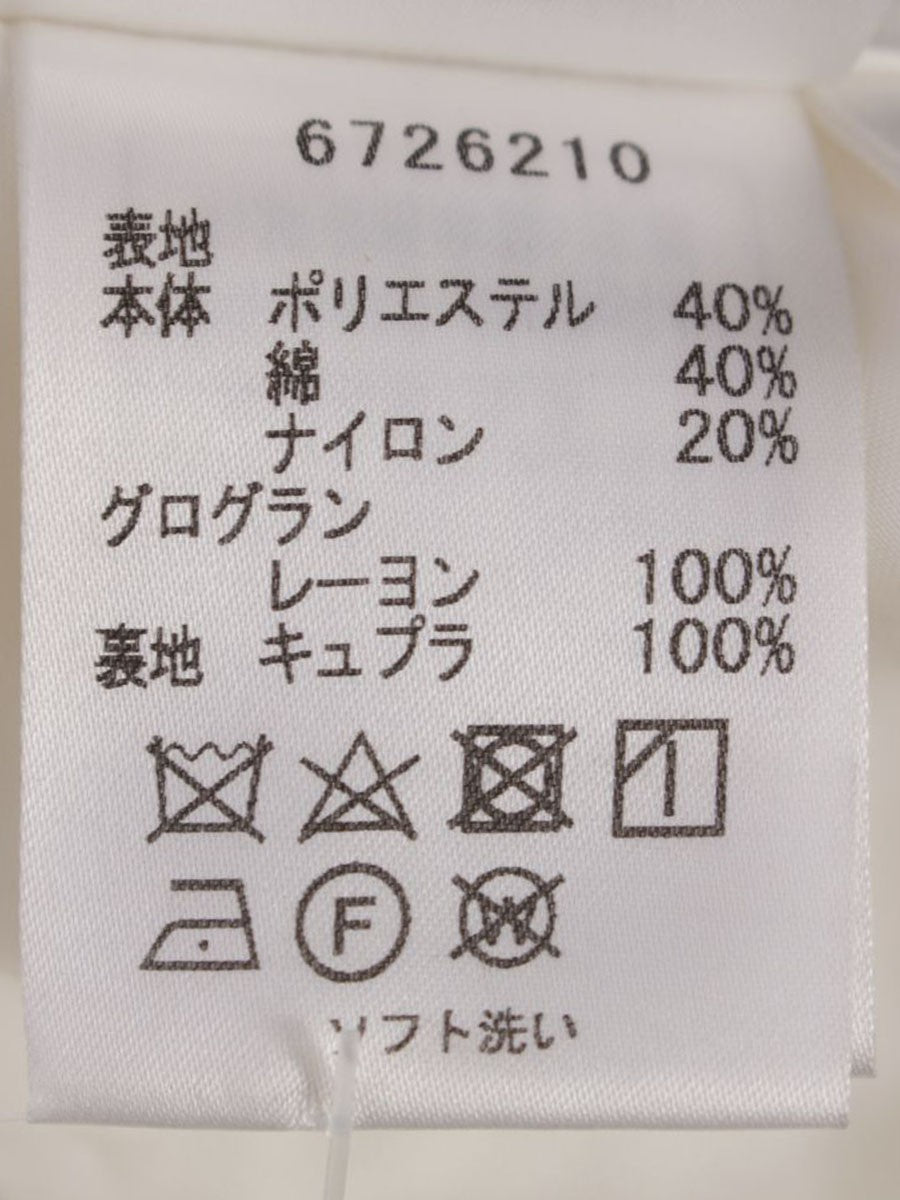 6726210
表地
本体 ポリエステル 40%
綿 40%
ナイロン 20%
グログラン
レーヨン 100%
裏地 キュプラ 100%
F W
ソフト洗い